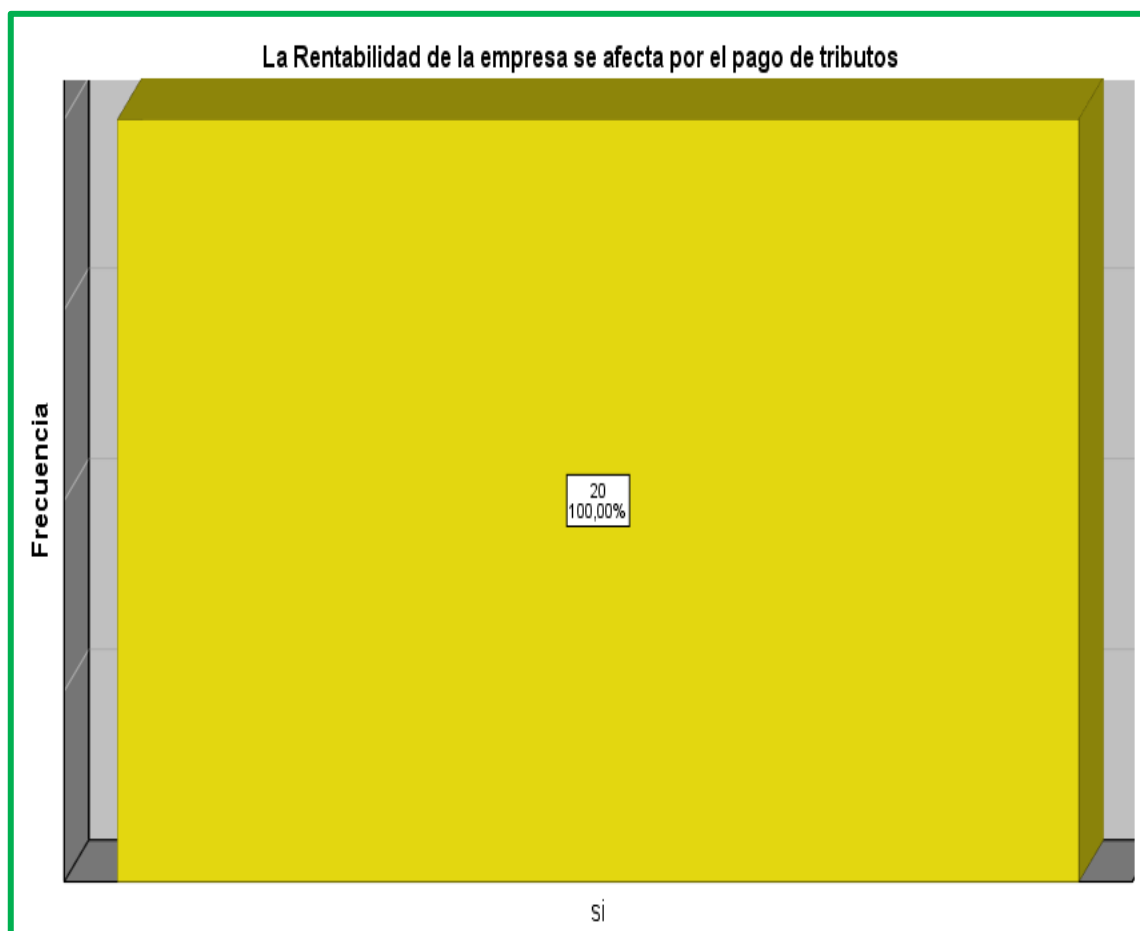 La Rentabilidad de la empresa se afecta por el pago de tributos
Frecuencia
20
100,00%
si